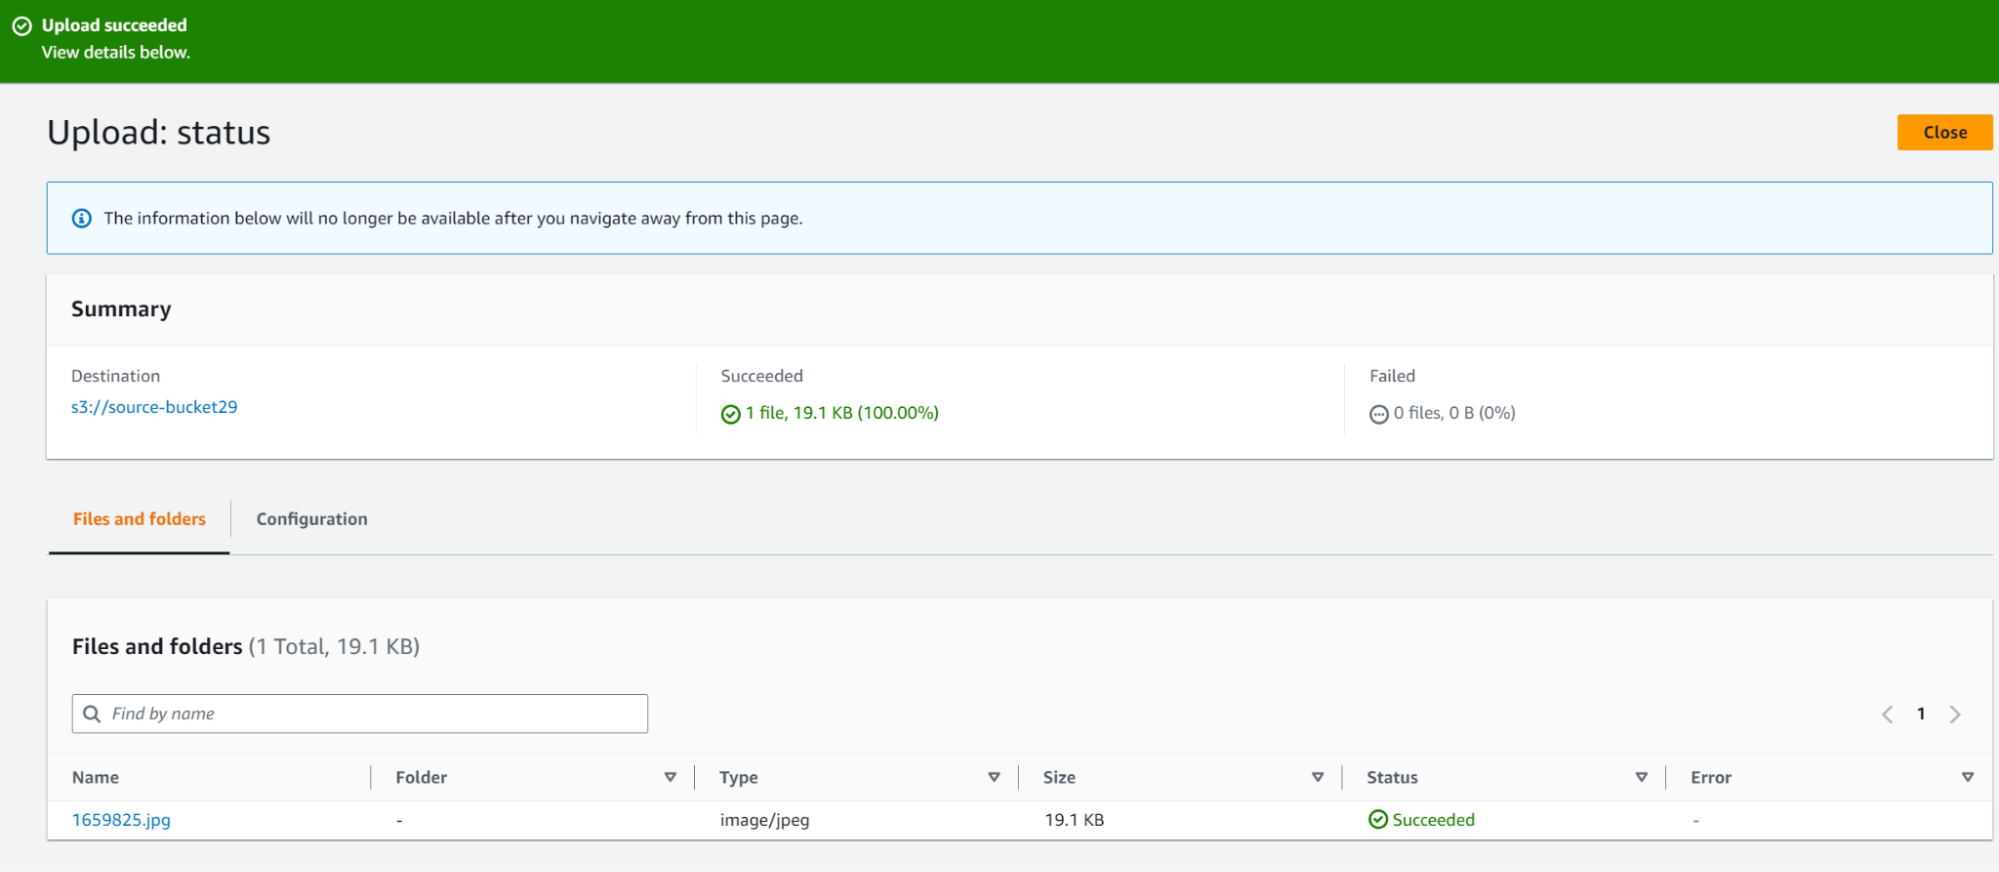 Upload succeeded
View details below.
Upload: status
Close
The information below will no longer be available after you navigate away from this page.
Summary
Destination
s3://source-bucket29
Succeeded
1 file, 19.1 KB (100.00%)
Failed
0 files, 0 B (0%)
Files and folders
Configuration
Files and folders (1 Total, 19.1 KB)
Find by name
1
Name Folder Type Size Status Error
1659825.jpg - image/jpeg 19.1 KB Succeeded -